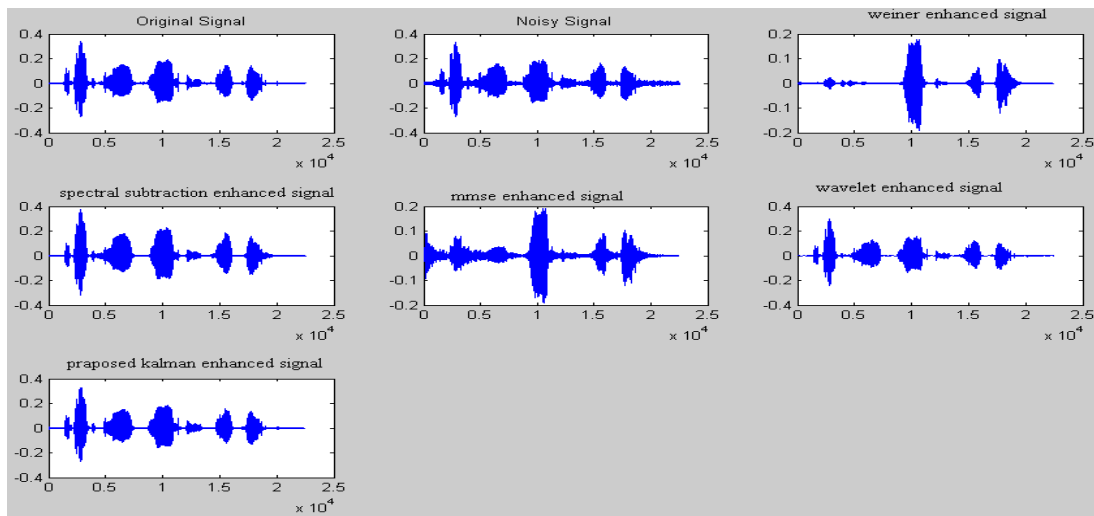 Original Signal
0.4
0.2
0
-0.2
-0.4
0 0.5 1 1.5 2 2.5
x 10^4
Noisy Signal
0.4
0.2
0
-0.2
-0.4
0 0.5 1 1.5 2 2.5
x 10^4
weiner enhanced signal
0.2
0.1
0
-0.1
-0.2
0 0.5 1 1.5 2 2.5
x 10^4
spectral subtraction enhanced signal
0.4
0.2
0
-0.2
-0.4
0 0.5 1 1.5 2 2.5
x 10^4
mmse enhanced signal
0.2
0.1
0
-0.1
-0.2
0 0.5 1 1.5 2 2.5
x 10^4
wavelet enhanced signal
0.4
0.2
0
-0.2
-0.4
0 0.5 1 1.5 2 2.5
x 10^4
praposed kalman enhanced signal
0.4
0.2
0
-0.2
-0.4
0 0.5 1 1.5 2 2.5
x 10^4